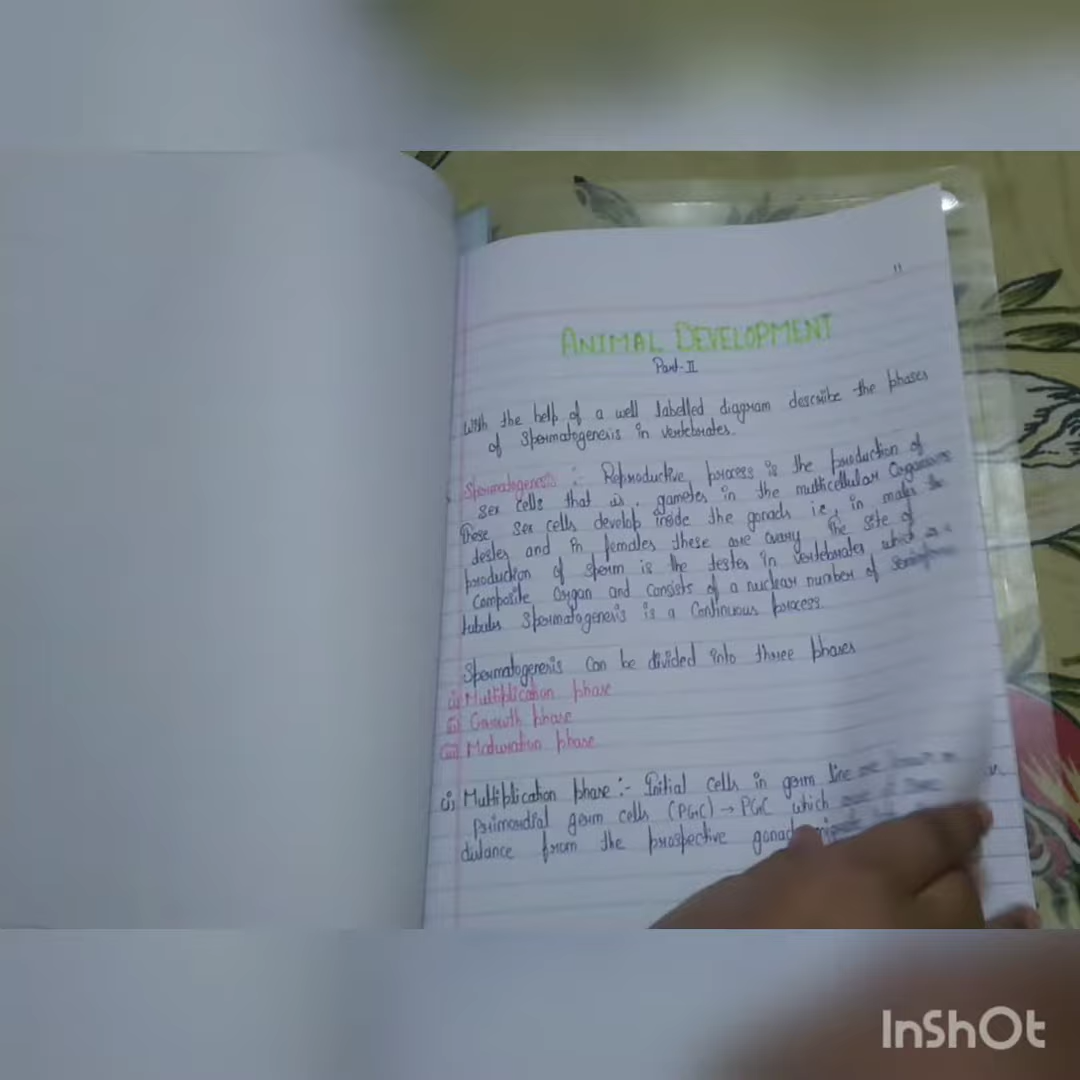 11
ANIMAL DEVELOPMENT
Part-II
With the help of a well labelled diagram describe the phases
of Spermatogenesis in vertebrates.
Spermatogenesis :- Reproductive process is the production of
sex cells that is, gametes in the multicellular
These sex cells develop inside the gonads i.e, in males the
testes and in females these are ovary the site of
production of sperm is the testes in vertebrates which is a
Composite organ and consists of a nuclear number of
tubules Spermatogenesis is a Continuous process.
Spermatogenesis can be divided into three phases
i) Multiplication phase
ii) Growth phase
iii) Maturation phase
i) Multiplication phase :- Initial cells in germ line
primordial germ cells (PGC) → PGC which
distance from the prospective gonad
InShOt